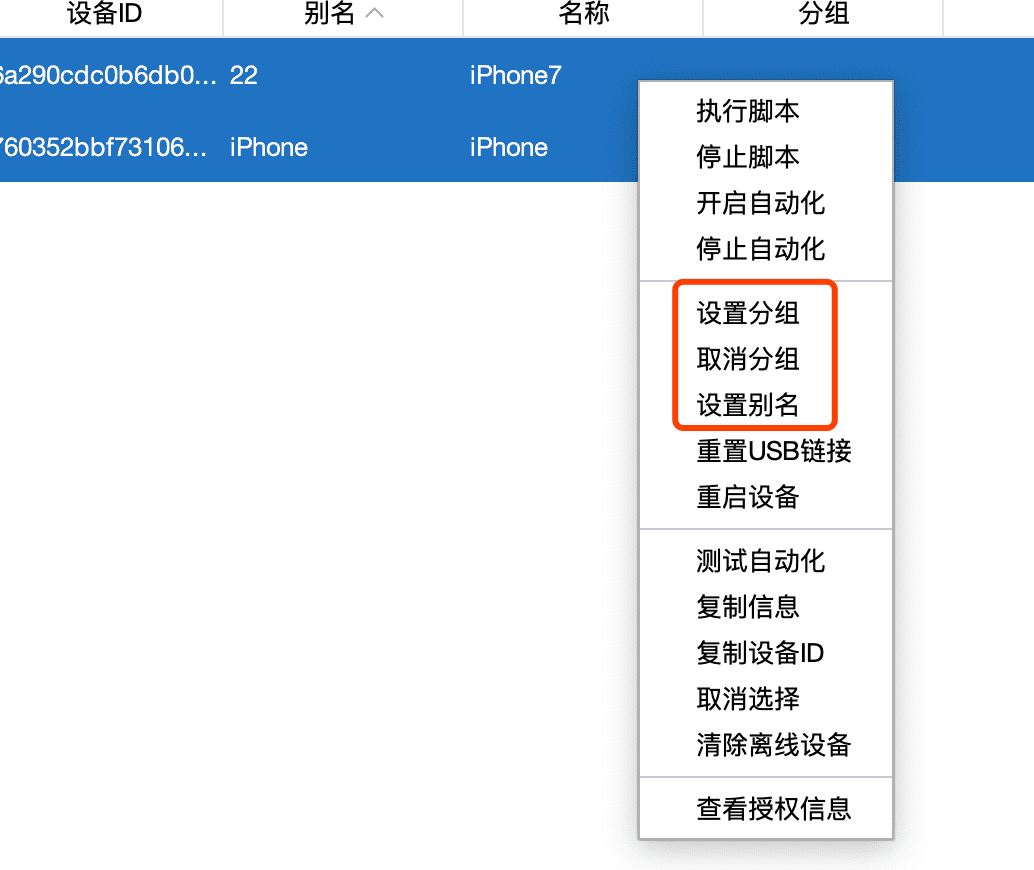 设备ID 别名 名称 分组
6a290cdc0b6db0... 22 iPhone7
760352bbf73106... iPhone iPhone
执行脚本
停止脚本
开启自动化
停止自动化
设置分组
取消分组
设置别名
重置USB链接
重启设备
测试自动化
复制信息
复制设备ID
取消选择
清除离线设备
查看授权信息